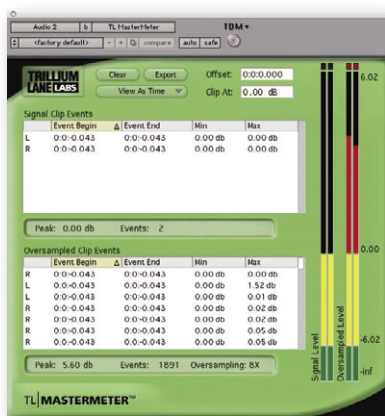 Audio 2 b TL MasterMeter TDM
<factory default> - + compare auto safe
TRILLIUM LANE LABS
Clear Export Offset: 0:0:0.000
View As Time Clip At: 0.00 dB
Signal Clip Events
Event Begin Event End Min Max
L 0:0:-0.043 0:0:-0.043 0.00 db 0.00 db
R 0:0:-0.043 0:0:-0.043 0.00 db 0.00 db
Peak: 0.00 db Events: 2
Oversampled Clip Events
Event Begin Event End Min Max
R 0:0:-0.043 0:0:-0.043 0.00 db 0.00 db
L 0:0:-0.043 0:0:-0.043 0.00 db 1.52 db
L 0:0:-0.043 0:0:-0.043 0.00 db 0.01 db
R 0:0:-0.043 0:0:-0.043 0.00 db 0.02 db
R 0:0:-0.043 0:0:-0.043 0.00 db 0.02 db
R 0:0:-0.043 0:0:-0.043 0.00 db 0.05 db
R 0:0:-0.043 0:0:-0.043 0.00 db 0.05 db
Peak: 5.60 db Events: 1891 Oversampling: 8X
TL|MASTERMETER™
Signal Level
Oversampled Level
6.02
0.00
-6.02
-inf